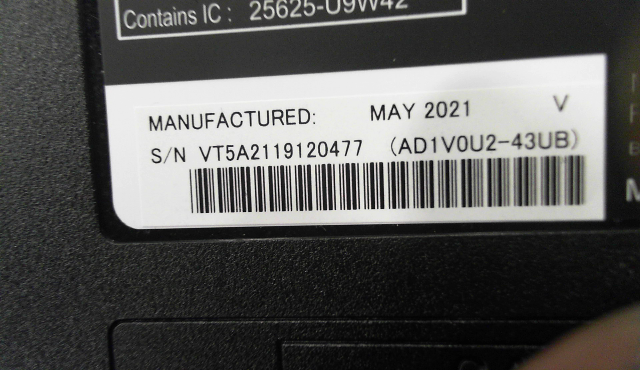 Contains IC : 25625-U9W42
MANUFACTURED: MAY 2021 V
S/N VT5A2119120477 (AD1V0U2-43UB)